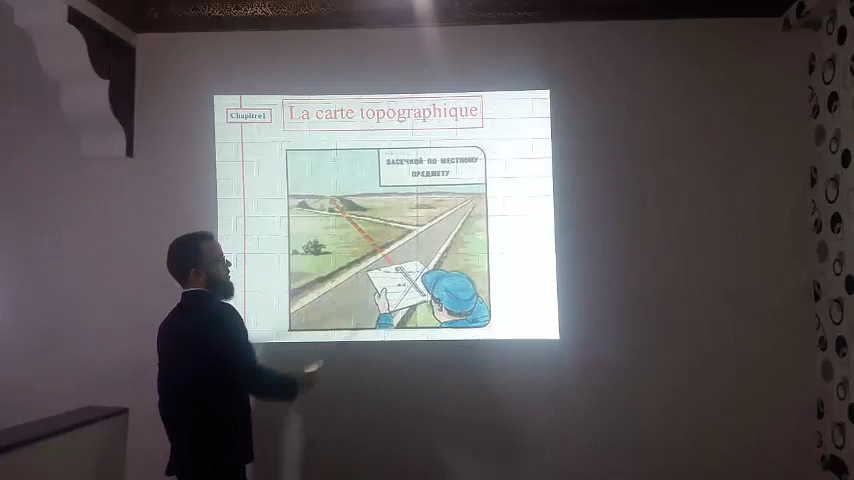 Chapitre1
La carte topographique
ЗАСЕЧКОЙ ПО МЕСТНОМУ
ПРЕДМЕТУ